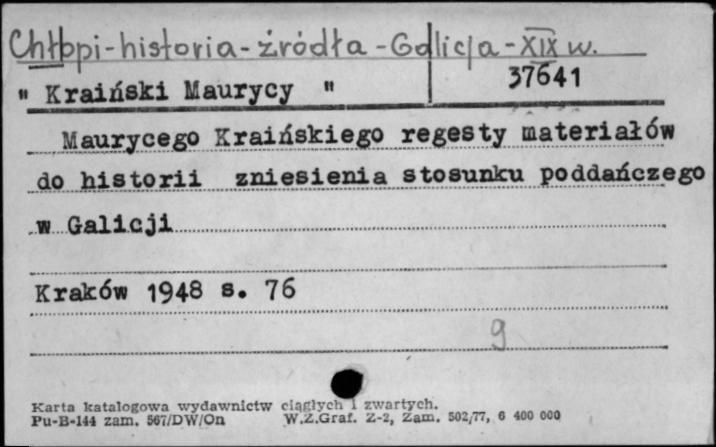 Chłopi-historia-źródła-Galicja-XIX w.
37641
" Kraiński Maurycy "
Maurycego Kraińskiego regesty materiałów
do historii zniesienia stosunku poddańczego
w Galicji
Kraków 1948 s. 76
g
Karta katalogowa wydawnictw ciągłych i zwartych.
Pu-B-144 zam. 567/DW/On W.Z.Graf. Z-2, Zam. 502/77, 6 400 000